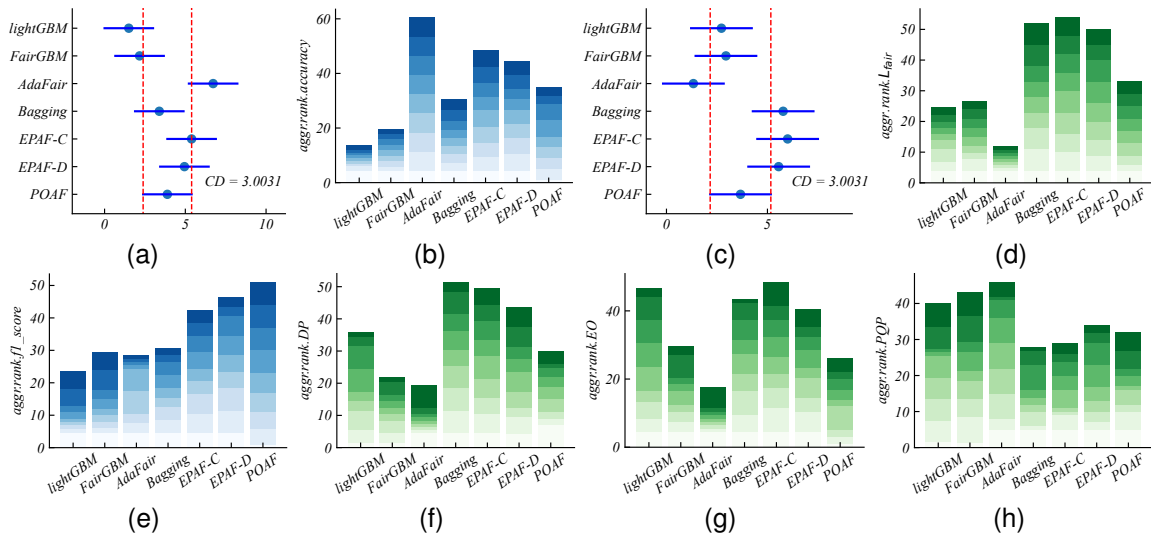 lightGBM
FairGBM
AdaFair
Bagging
EPAF-C
EPAF-D
POAF
CD = 3.0031
0 5 10
(a)
aggr.rank.accuracy
60
40
20
0
lightGBM FairGBM AdaFair Bagging EPAF-C EPAF-D POAF
(b)
lightGBM
FairGBM
AdaFair
Bagging
EPAF-C
EPAF-D
POAF
CD = 3.0031
0 5
(c)
aggr.rank.L_fair
50
40
30
20
10
0
lightGBM FairGBM AdaFair Bagging EPAF-C EPAF-D POAF
(d)
aggr.rank.f1_score
50
40
30
20
10
0
lightGBM FairGBM AdaFair Bagging EPAF-C EPAF-D POAF
(e)
aggr.rank.DP
50
40
30
20
10
0
lightGBM FairGBM AdaFair Bagging EPAF-C EPAF-D POAF
(f)
aggr.rank.EO
40
20
0
lightGBM FairGBM AdaFair Bagging EPAF-C EPAF-D POAF
(g)
aggr.rank.PQP
40
30
20
10
0
lightGBM FairGBM AdaFair Bagging EPAF-C EPAF-D POAF
(h)